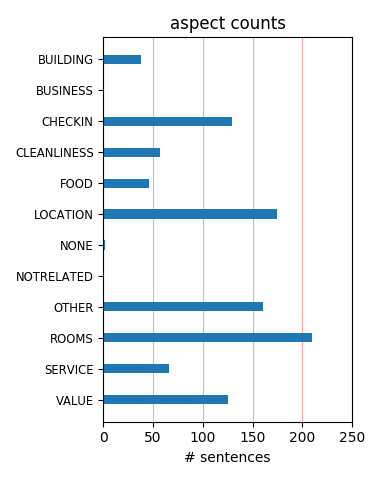 aspect counts
BUILDING
BUSINESS
CHECKIN
CLEANLINESS
FOOD
LOCATION
NONE
NOTRELATED
OTHER
ROOMS
SERVICE
VALUE
0 50 100 150 200 250
# sentences